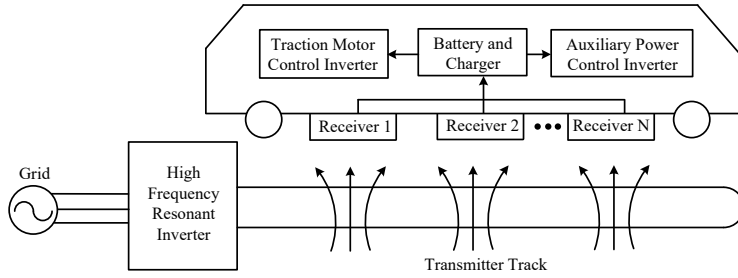 Traction Motor
Control Inverter
Battery and
Charger
Auxiliary Power
Control Inverter
Receiver 1
Receiver 2
Receiver N
Grid
High
Frequency
Resonant
Inverter
Transmitter Track